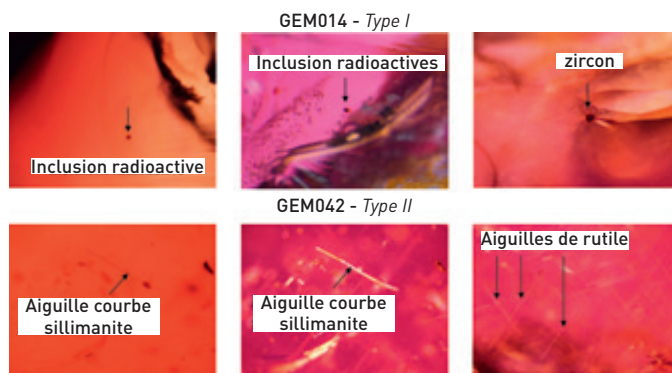 GEM014 - Type I
Inclusion radioactive
Inclusion radioactives
zircon
GEM042 - Type II
Aiguille courbe
sillimanite
Aiguille courbe
sillimanite
Aiguilles de rutile